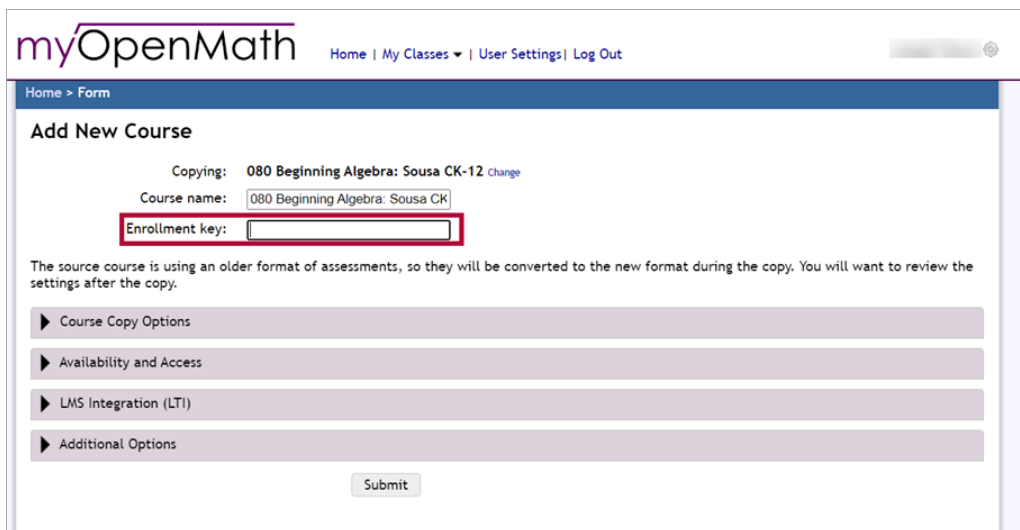 myOpenMath
Home | My Classes | User Settings| Log Out
Home > Form
Add New Course
Copying: 080 Beginning Algebra: Sousa CK-12 Change
Course name: 080 Beginning Algebra: Sousa CK
Enrollment key:
The source course is using an older format of assessments, so they will be converted to the new format during the copy. You will want to review the
settings after the copy.
Course Copy Options
Availability and Access
LMS Integration (LTI)
Additional Options
Submit